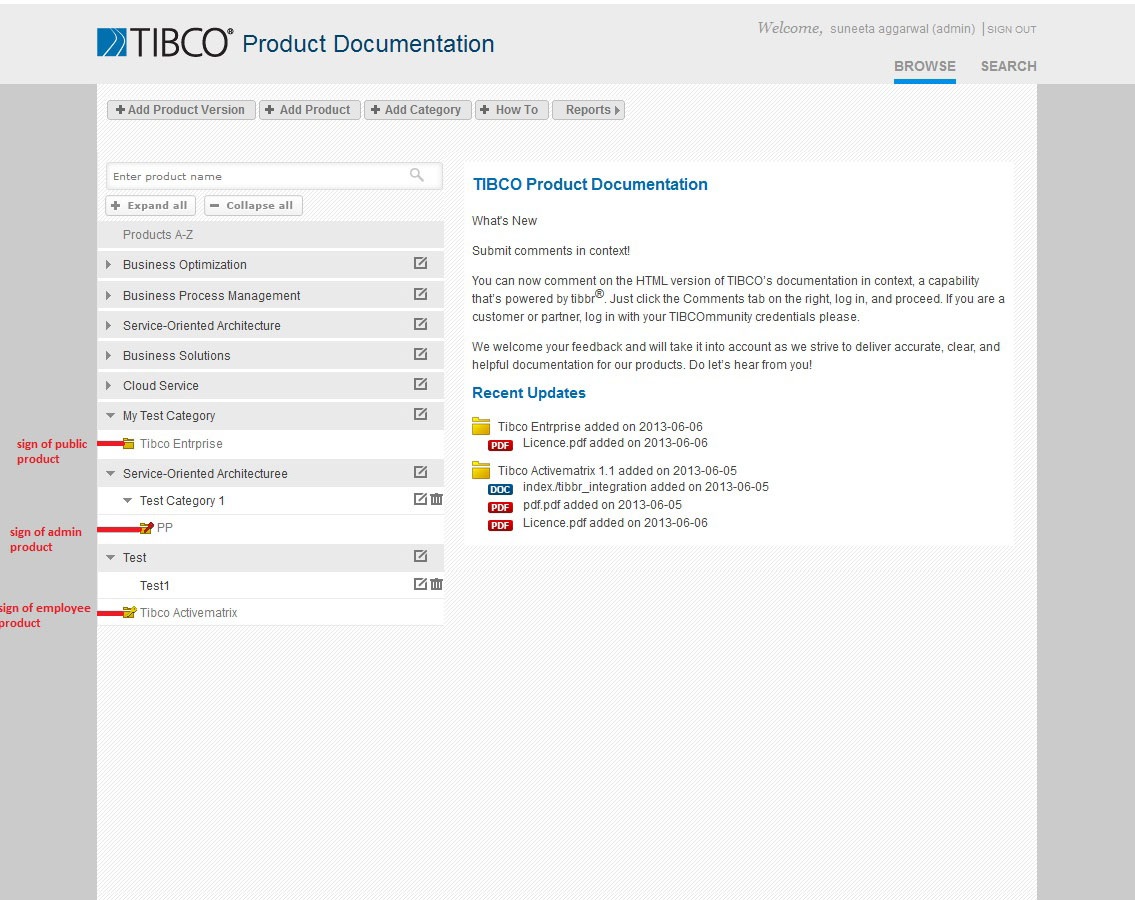 TIBCO® Product Documentation
Welcome, suneeta aggarwal (admin) | SIGN OUT
BROWSE SEARCH
Add Product Version Add Product Add Category How To Reports
Enter product name
Expand all Collapse all
Products A-Z
Business Optimization
Business Process Management
Service-Oriented Architecture
Business Solutions
Cloud Service
My Test Category
sign of public
product
Tibco Entrprise
Service-Oriented Architecturee
Test Category 1
sign of admin
product
PP
Test
Test1
sign of employee
product
Tibco Activematrix
TIBCO Product Documentation
What's New
Submit comments in context!
You can now comment on the HTML version of TIBCO's documentation in context, a capability
that's powered by tibbr®. Just click the Comments tab on the right, log in, and proceed. If you are a
customer or partner, log in with your TIBCOmmunity credentials please.
We welcome your feedback and will take it into account as we strive to deliver accurate, clear, and
helpful documentation for our products. Do let's hear from you!
Recent Updates
Tibco Entrprise added on 2013-06-06
PDF Licence.pdf added on 2013-06-06
Tibco Activematrix 1.1 added on 2013-06-05
DOC index./tibbr_integration added on 2013-06-05
PDF pdf.pdf added on 2013-06-05
PDF Licence.pdf added on 2013-06-06